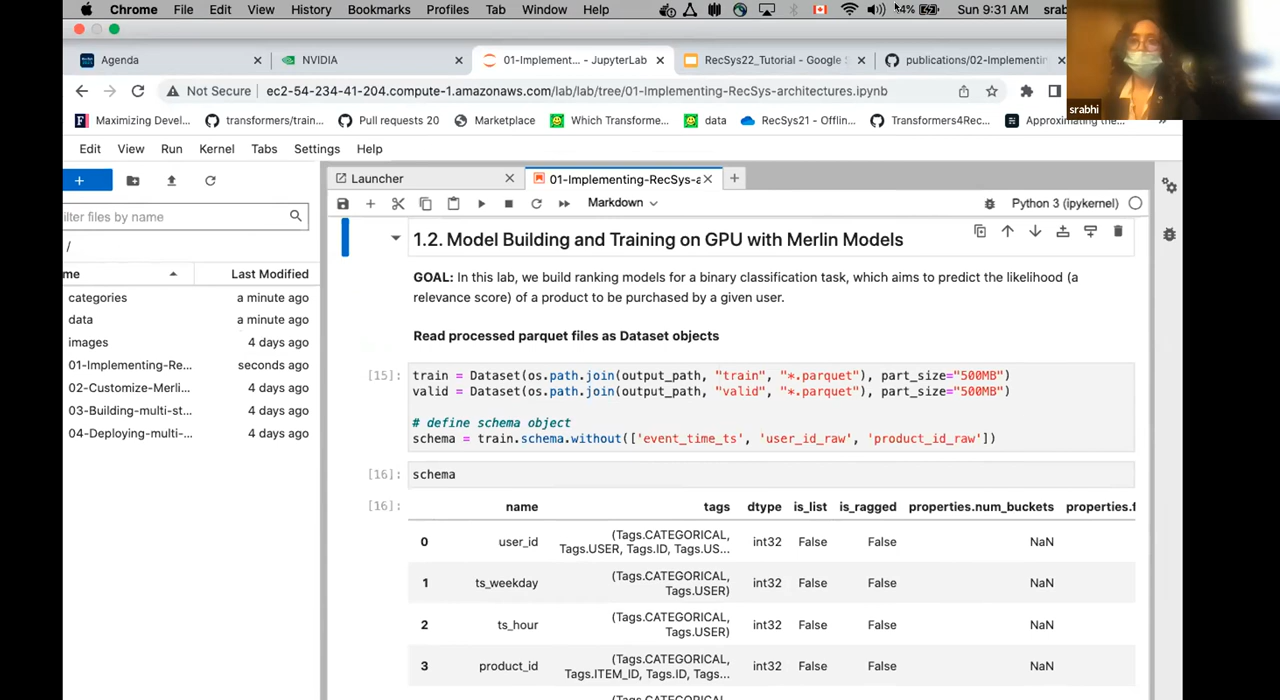 Chrome File Edit View History Bookmarks Profiles Tab Window Help Sun 9:31 AM srab
Agenda NVIDIA 01-Implement... - JupyterLab RecSys22_Tutorial - Google S publications/02-Implementin
Not Secure ec2-54-234-41-204.compute-1.amazonaws.com/lab/lab/tree/01-Implementing-RecSys-architectures.ipynb
srabhi
Maximizing Devel... transformers/train... Pull requests 20 Marketplace Which Transforme... data RecSys21 - Offlin... Transformers4Rec... Approximating the...
Edit View Run Kernel Tabs Settings Help
Launcher 01-Implementing-RecSys-a
Markdown Python 3 (ipykernel)
ilter files by name
/
me Last Modified
categories a minute ago
data a minute ago
images 4 days ago
01-Implementing-Re... seconds ago
02-Customize-Merli... 4 days ago
03-Building-multi-st... 4 days ago
04-Deploying-multi-... 4 days ago
1.2. Model Building and Training on GPU with Merlin Models
GOAL: In this lab, we build ranking models for a binary classification task, which aims to predict the likelihood (a
relevance score) of a product to be purchased by a given user.
Read processed parquet files as Dataset objects
[15]: train = Dataset(os.path.join(output_path, "train", "*.parquet"), part_size="500MB")
valid = Dataset(os.path.join(output_path, "valid", "*.parquet"), part_size="500MB")
# define schema object
schema = train.schema.without(['event_time_ts', 'user_id_raw', 'product_id_raw'])
[16]: schema
[16]: name tags dtype is_list is_ragged properties.num_buckets properties.f
0 user_id (Tags.CATEGORICAL, Tags.USER, Tags.ID, Tags.US... int32 False False NaN
1 ts_weekday (Tags.CATEGORICAL, Tags.USER) int32 False False NaN
2 ts_hour (Tags.CATEGORICAL, Tags.USER) int32 False False NaN
3 product_id (Tags.CATEGORICAL, Tags.ITEM_ID, Tags.ID, Tags... int32 False False NaN